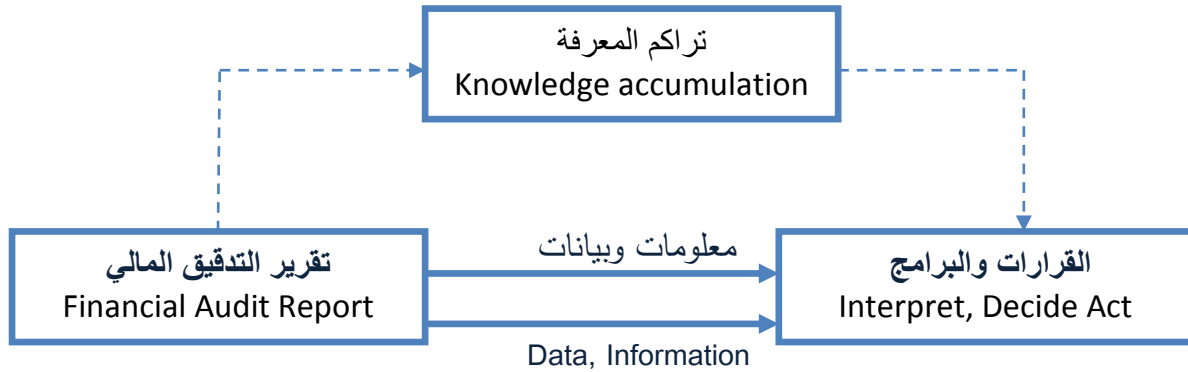 تراكم المعرفة
Knowledge accumulation
تقرير التدقيق المالي
Financial Audit Report
معلومات وبيانات
Data, Information
القرارات والبرامج
Interpret, Decide Act